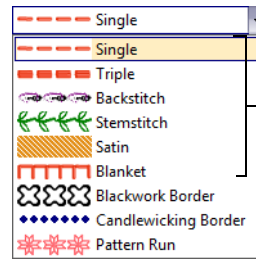 Single
Single
Triple
Backstitch
Stemstitch
Satin
Blanket
Blackwork Border
Candlewicking Border
Pattern Run